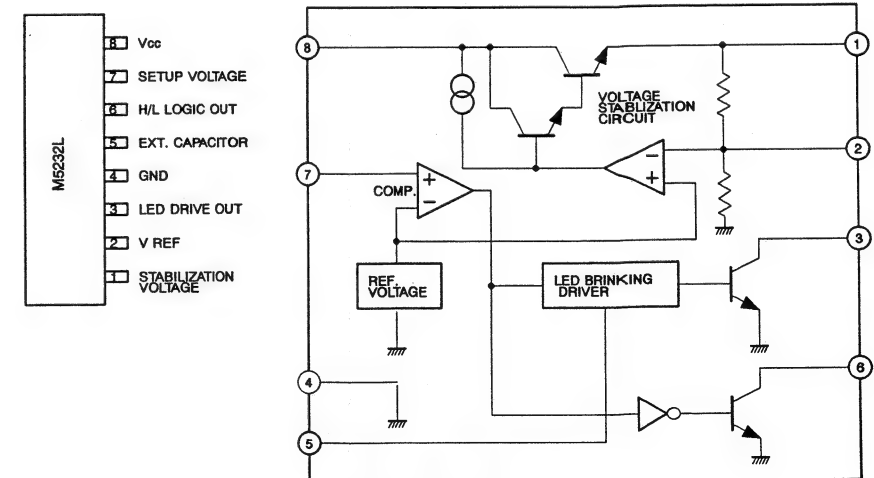 M5232L
8 Vcc
7 SETUP VOLTAGE
6 H/L LOGIC OUT
5 EXT. CAPACITOR
4 GND
3 LED DRIVE OUT
2 V REF
1 STABILIZATION
VOLTAGE
8
1
VOLTAGE
STABLIZATION
CIRCUIT
2
7
COMP.
+
−
−
+
3
REF.
VOLTAGE
LED BRINKING
DRIVER
4
6
5